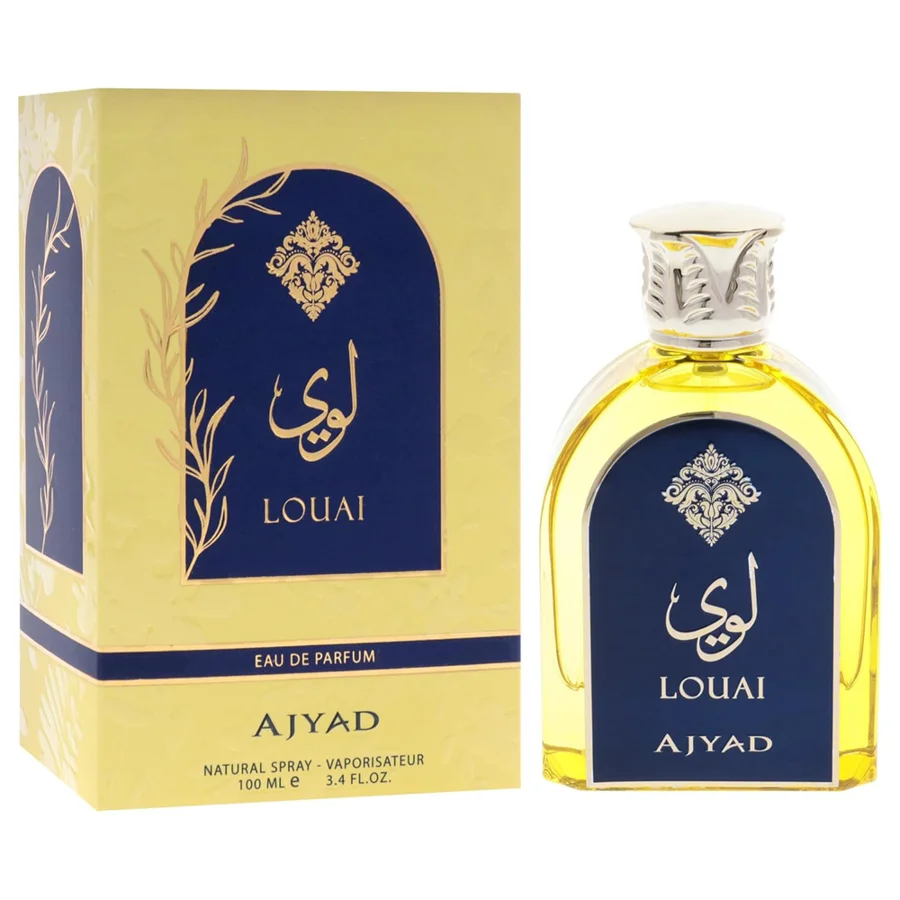 لوي
LOUAI
EAU DE PARFUM
AJYAD
NATURAL SPRAY - VAPORISATEUR
100 ML e 3.4 FL.OZ.
لوي
LOUAI
AJYAD